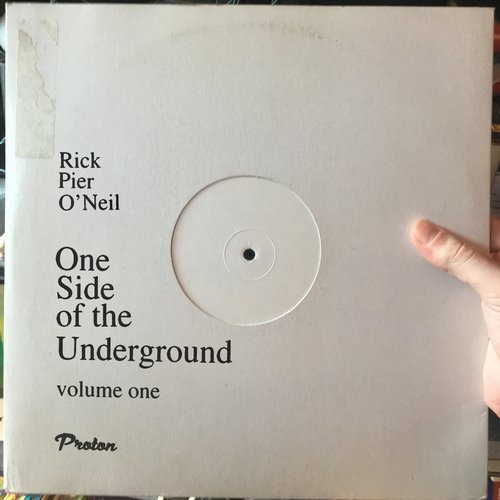 Rick
Pier
O'Neil
One
Side
of the
Underground
volume one
Proton